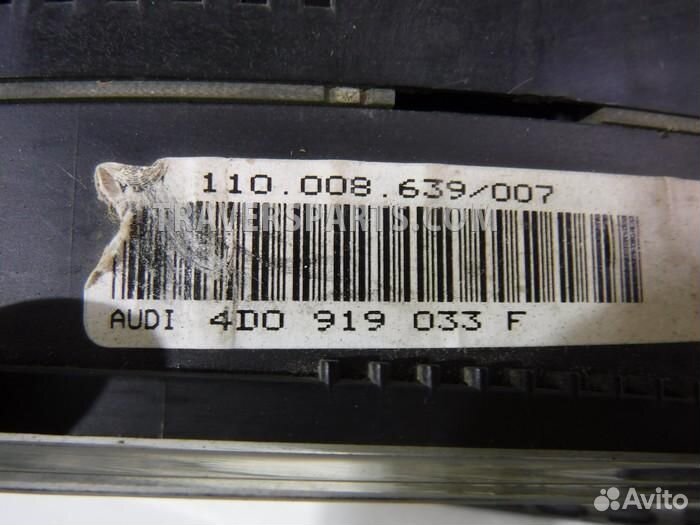 110.008.639/007
TRAVERSPARTS.COM
AUDI 4D0 919 033 F
Avito